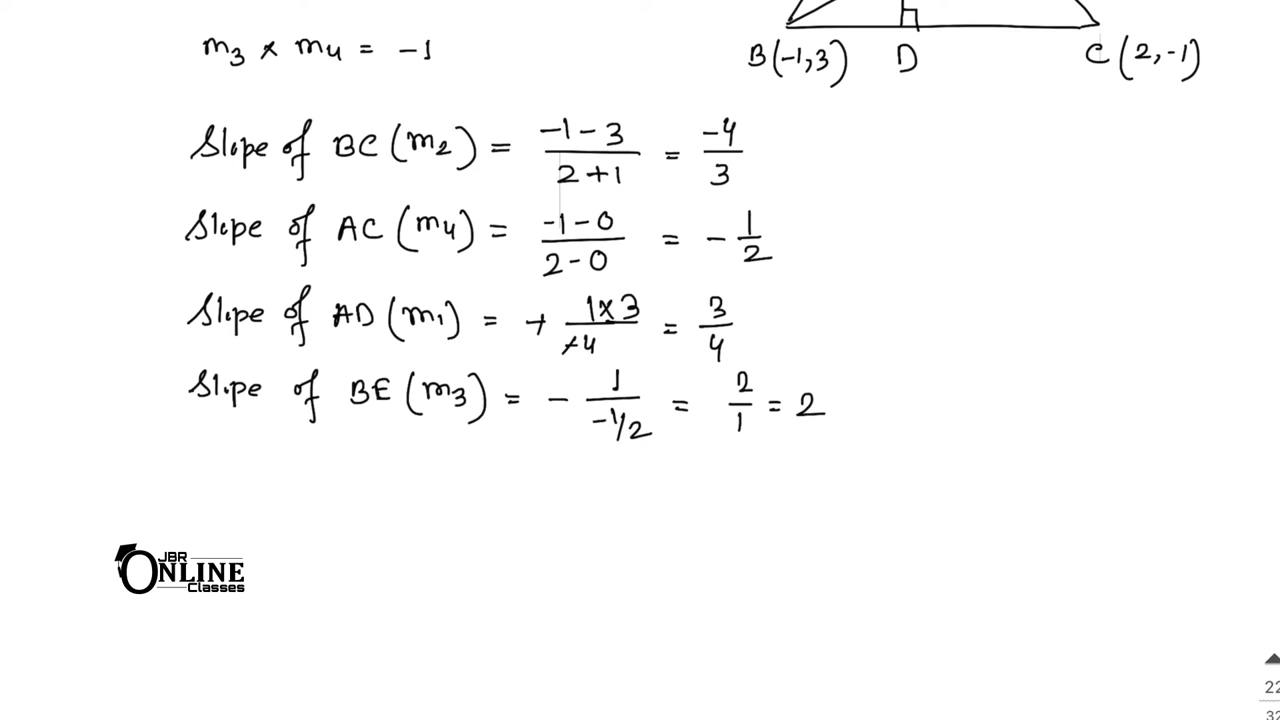 m3 × m4 = -1
B(-1,3) D C(2,-1)
Slope of BC (m2) = -1-3/2+1 = -4/3
Slope of AC (m4) = -1-0/2-0 = -1/2
Slope of AD (m1) = + 1×3/-4 = 3/4
Slope of BE (m3) = - 1/-1/2 = 2/1 = 2
JBR
ONLINE
Classes
22
32